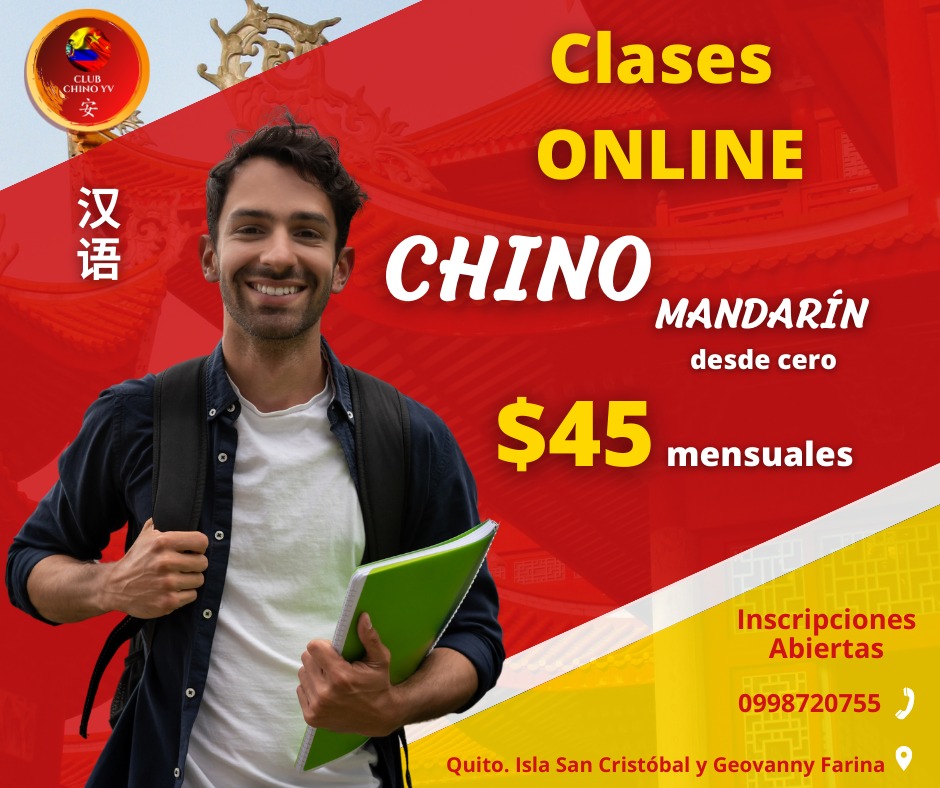 CLUB
CHINO YV
安
汉
语
Clases
ONLINE
CHINO
MANDARÍN
desde cero
$45 mensuales
Inscripciones
Abiertas
0998720755
Quito. Isla San Cristóbal y Geovanny Farina